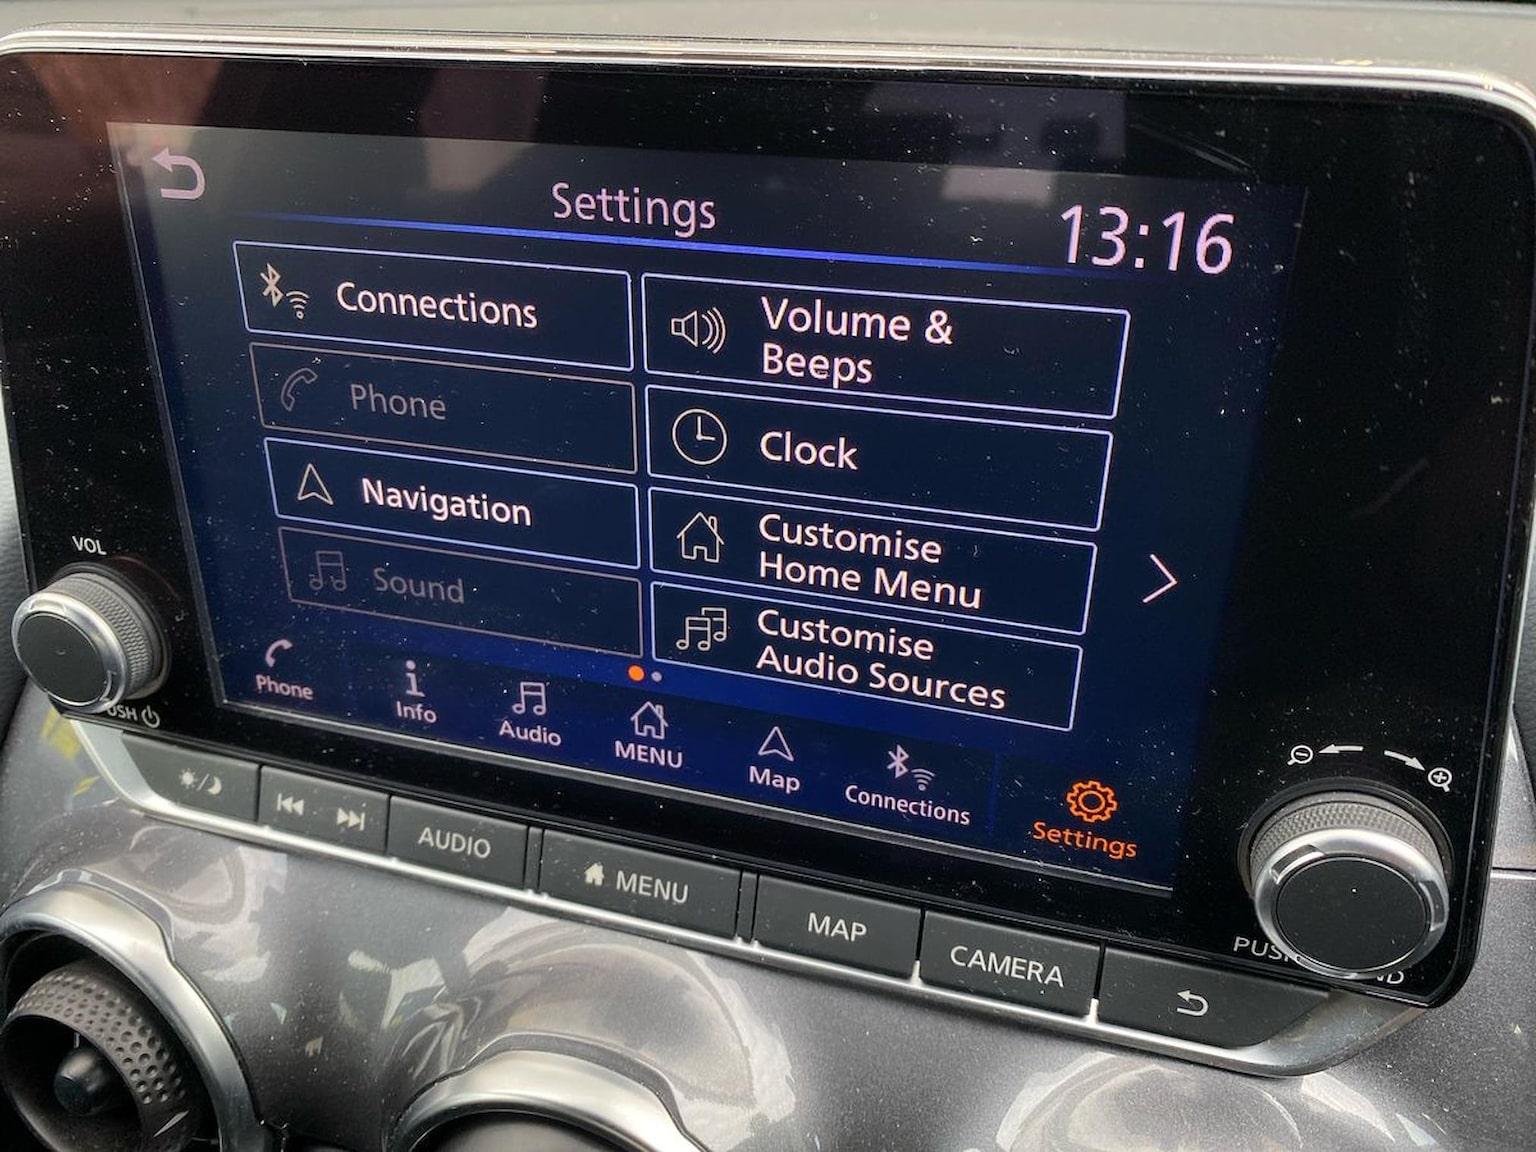 Settings
13:16
Connections
Volume &
Beeps
Phone
Clock
Navigation
Customise
Home Menu
Sound
Customise
Audio Sources
Phone
Info
Audio
MENU
Map
Connections
Settings
VOL
AUDIO
MENU
MAP
CAMERA